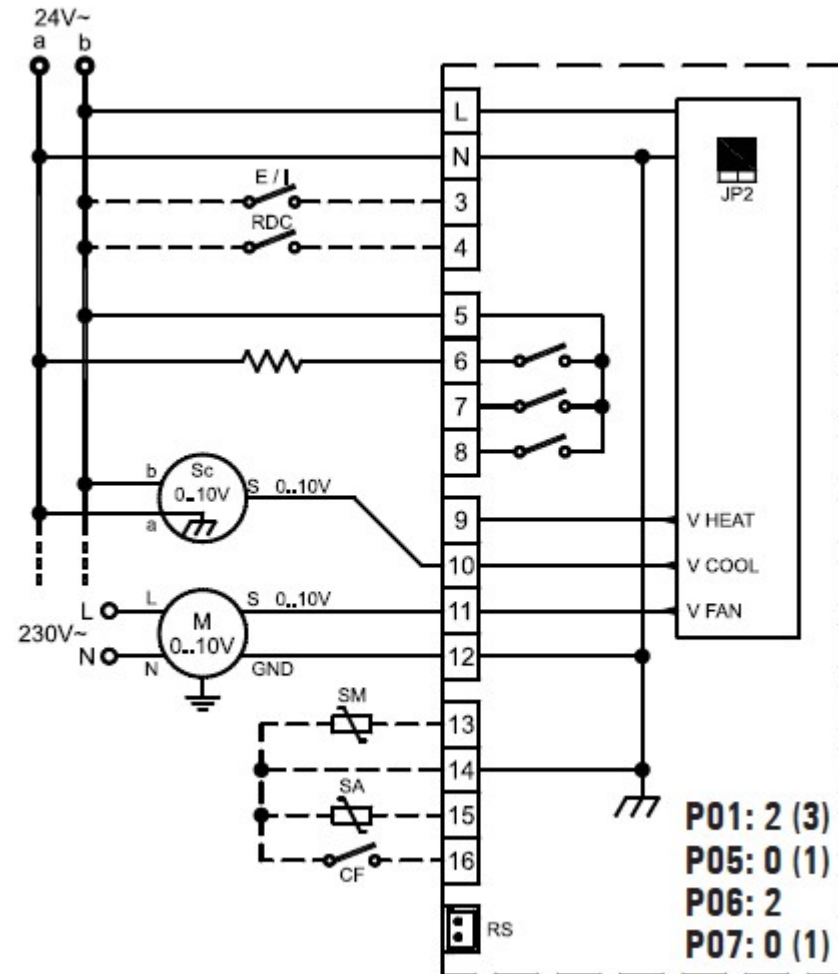 24V~
a b
L
N
JP2
E / I
3
RDC
4
5
6
7
8
b Sc S 0..10V
0..10V
a
9 V HEAT
10 V COOL
L L S 0..10V 11 V FAN
M
230V~ 0..10V
N N GND 12
SM
13
14
SA
15
16
CF
P01: 2 (3)
P05: 0 (1)
P06: 2
P07: 0 (1)
RS